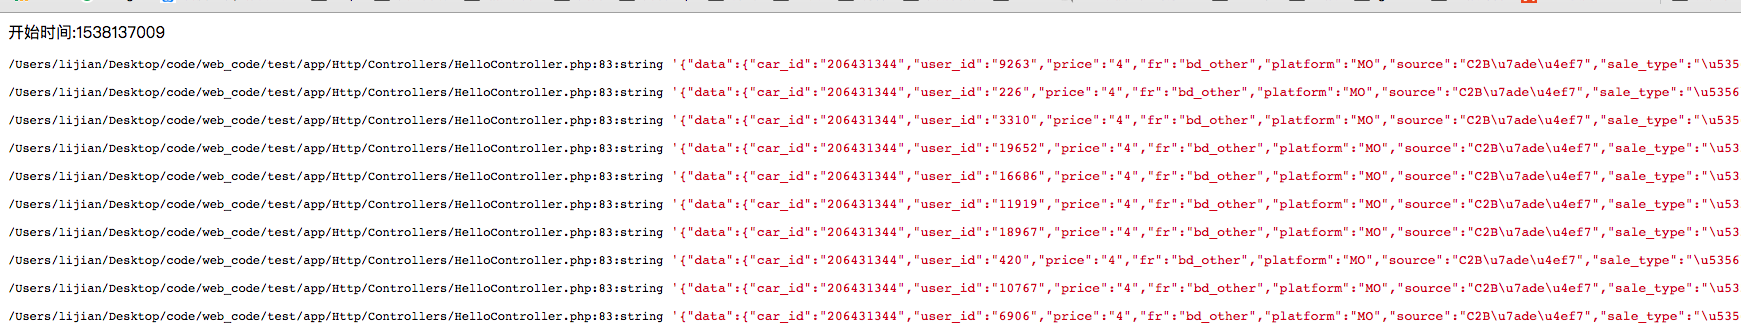 开始时间:1538137009
/Users/lijian/Desktop/code/web_code/test/app/Http/Controllers/HelloController.php:83:string '{"data":{"car_id":"206431344","user_id":"9263","price":"4","fr":"bd_other","platform":"MO","source":"C2B\u7ade\u4ef7","sale_type":"\u535
/Users/lijian/Desktop/code/web_code/test/app/Http/Controllers/HelloController.php:83:string '{"data":{"car_id":"206431344","user_id":"226","price":"4","fr":"bd_other","platform":"MO","source":"C2B\u7ade\u4ef7","sale_type":"\u5356
/Users/lijian/Desktop/code/web_code/test/app/Http/Controllers/HelloController.php:83:string '{"data":{"car_id":"206431344","user_id":"3310","price":"4","fr":"bd_other","platform":"MO","source":"C2B\u7ade\u4ef7","sale_type":"\u535
/Users/lijian/Desktop/code/web_code/test/app/Http/Controllers/HelloController.php:83:string '{"data":{"car_id":"206431344","user_id":"19652","price":"4","fr":"bd_other","platform":"MO","source":"C2B\u7ade\u4ef7","sale_type":"\u53
/Users/lijian/Desktop/code/web_code/test/app/Http/Controllers/HelloController.php:83:string '{"data":{"car_id":"206431344","user_id":"16686","price":"4","fr":"bd_other","platform":"MO","source":"C2B\u7ade\u4ef7","sale_type":"\u53
/Users/lijian/Desktop/code/web_code/test/app/Http/Controllers/HelloController.php:83:string '{"data":{"car_id":"206431344","user_id":"11919","price":"4","fr":"bd_other","platform":"MO","source":"C2B\u7ade\u4ef7","sale_type":"\u53
/Users/lijian/Desktop/code/web_code/test/app/Http/Controllers/HelloController.php:83:string '{"data":{"car_id":"206431344","user_id":"18967","price":"4","fr":"bd_other","platform":"MO","source":"C2B\u7ade\u4ef7","sale_type":"\u53
/Users/lijian/Desktop/code/web_code/test/app/Http/Controllers/HelloController.php:83:string '{"data":{"car_id":"206431344","user_id":"420","price":"4","fr":"bd_other","platform":"MO","source":"C2B\u7ade\u4ef7","sale_type":"\u5356
/Users/lijian/Desktop/code/web_code/test/app/Http/Controllers/HelloController.php:83:string '{"data":{"car_id":"206431344","user_id":"10767","price":"4","fr":"bd_other","platform":"MO","source":"C2B\u7ade\u4ef7","sale_type":"\u53
/Users/lijian/Desktop/code/web_code/test/app/Http/Controllers/HelloController.php:83:string '{"data":{"car_id":"206431344","user_id":"6906","price":"4","fr":"bd_other","platform":"MO","source":"C2B\u7ade\u4ef7","sale_type":"\u535